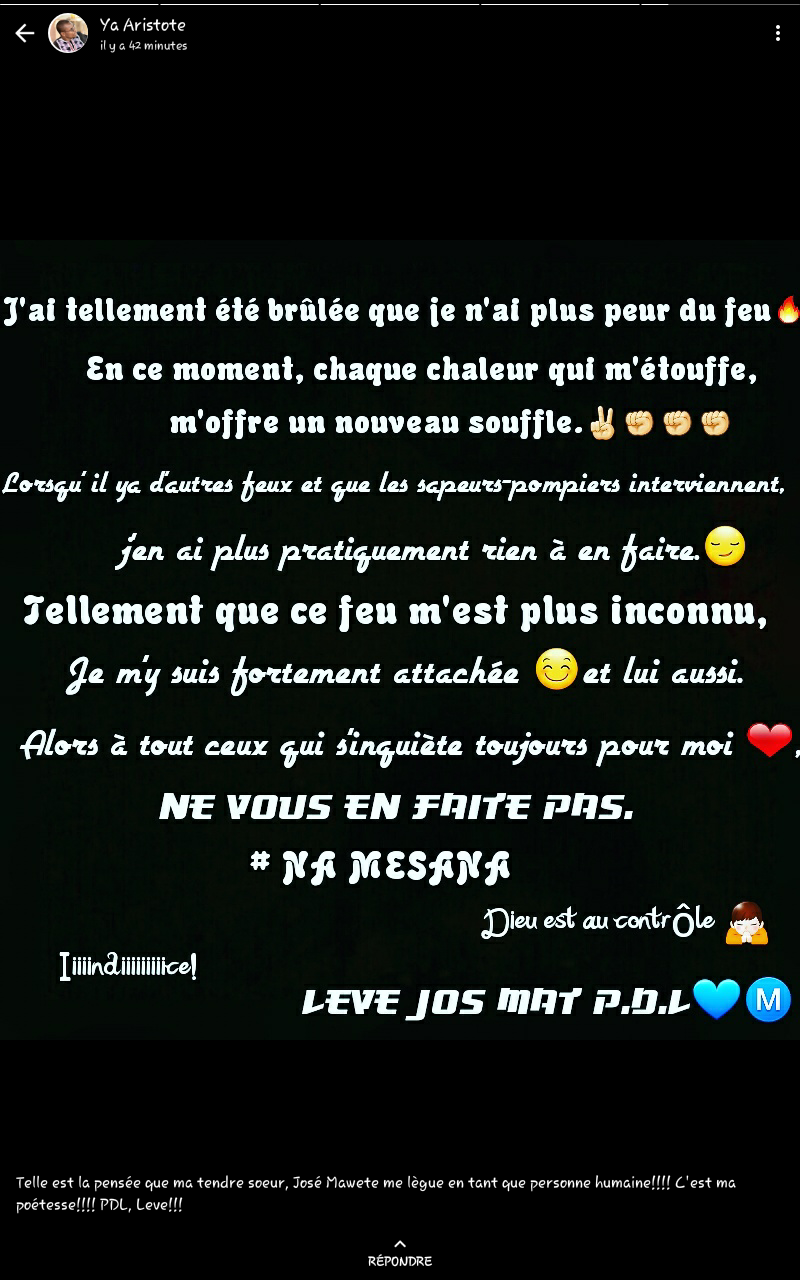 Ya Aristote
il y a 42 minutes
J'ai tellement été brûlée que je n'ai plus peur du feu🔥
En ce moment, chaque chaleur qui m'étouffe,
m'offre un nouveau souffle.✌🏼✊🏼✊🏼✊🏼
Lorsqu' il ya d'autres feux et que les sapeurs-pompiers interviennent,
j'en ai plus pratiquement rien à en faire.😏
Tellement que ce feu m'est plus inconnu,
Je m'y suis fortement attachée 😊et lui aussi.
Alors à tout ceux qui s'inquiète toujours pour moi ❤️,
NE VOUS EN FAITE PAS.
# NA MESANA
Dieu est au contrÔle 🙇
Iiiiindiiiiiiiiice!
LEVE JOS MAT P.D.L💙Ⓜ️
Telle est la pensée que ma tendre soeur, José Mawete me lègue en tant que personne humaine!!!! C'est ma
poétesse!!!! PDL, Leve!!!
RÉPONDRE